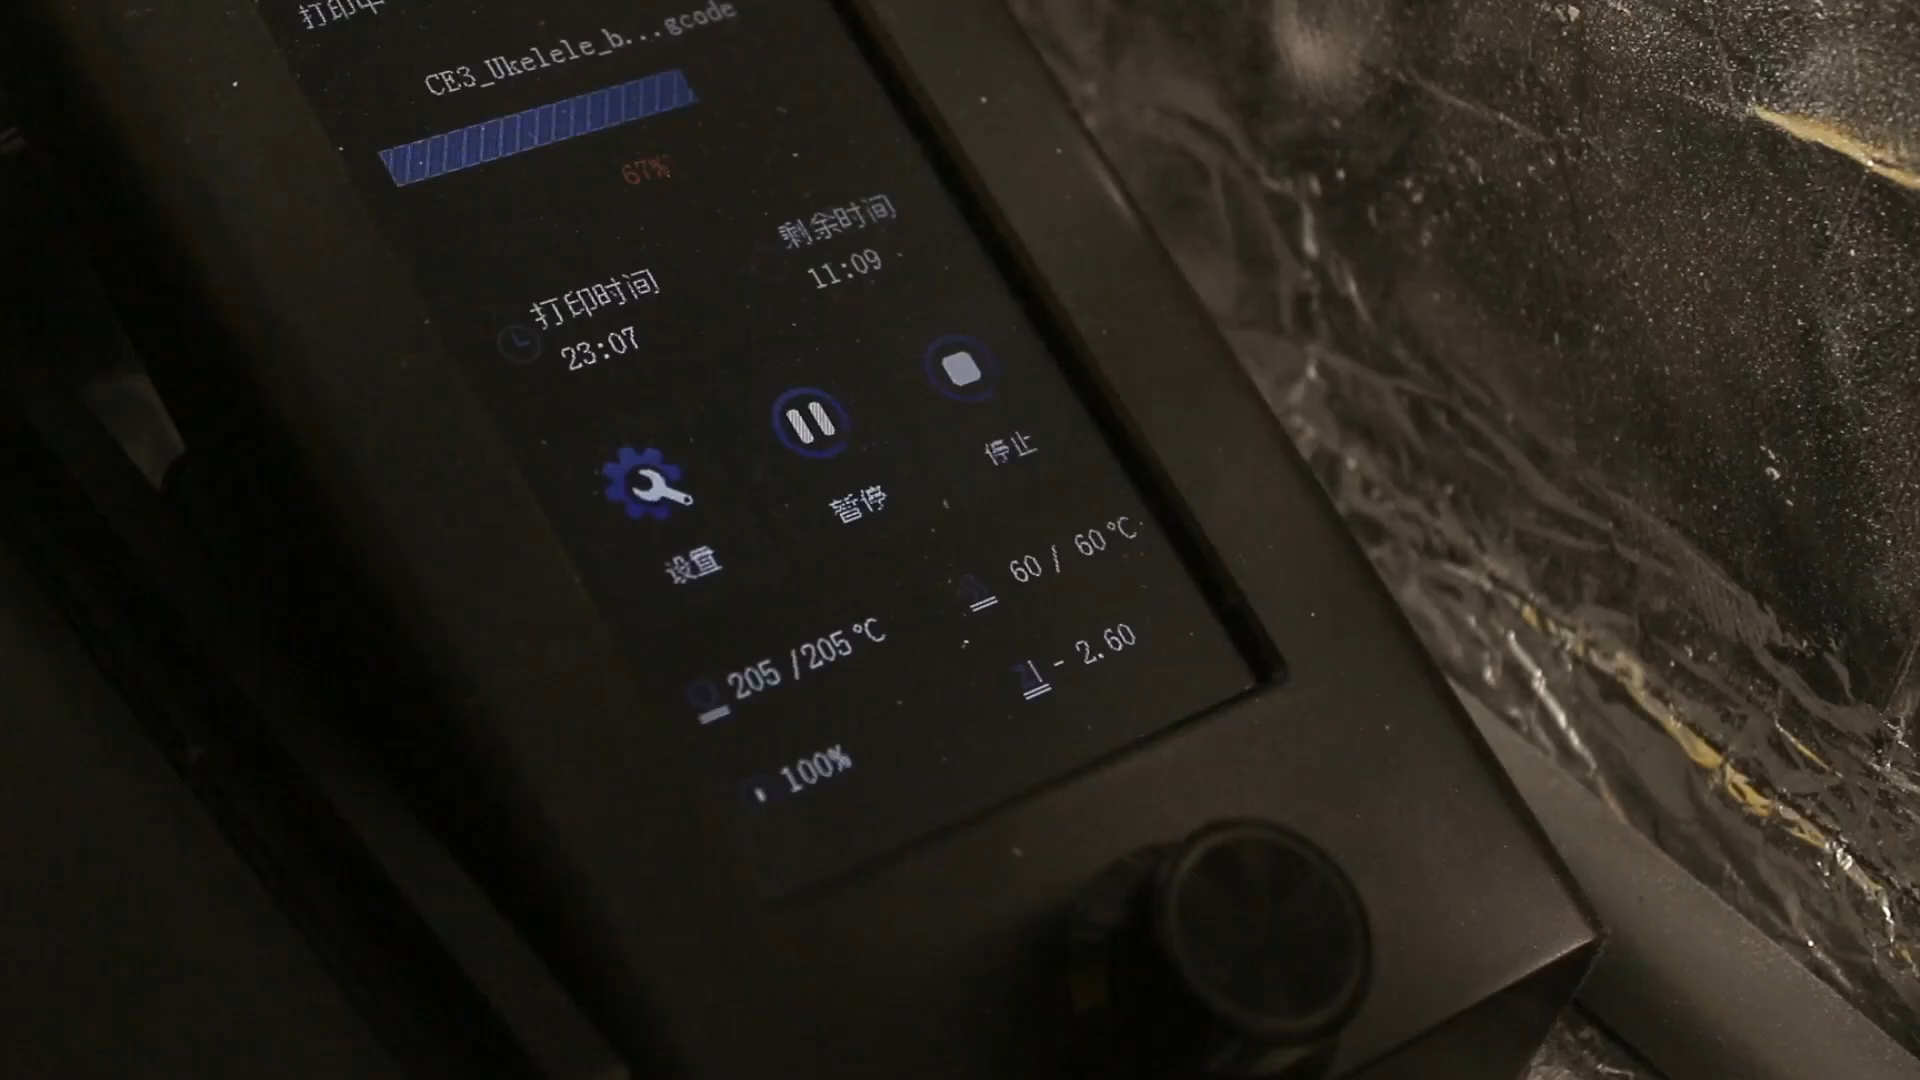 打印中
CE3_Ukelele_b...gcode
67%
打印时间
23:07
剩余时间
11:09
设置
暂停
停止
205 /205℃
60 / 60℃
100%
- 2.60